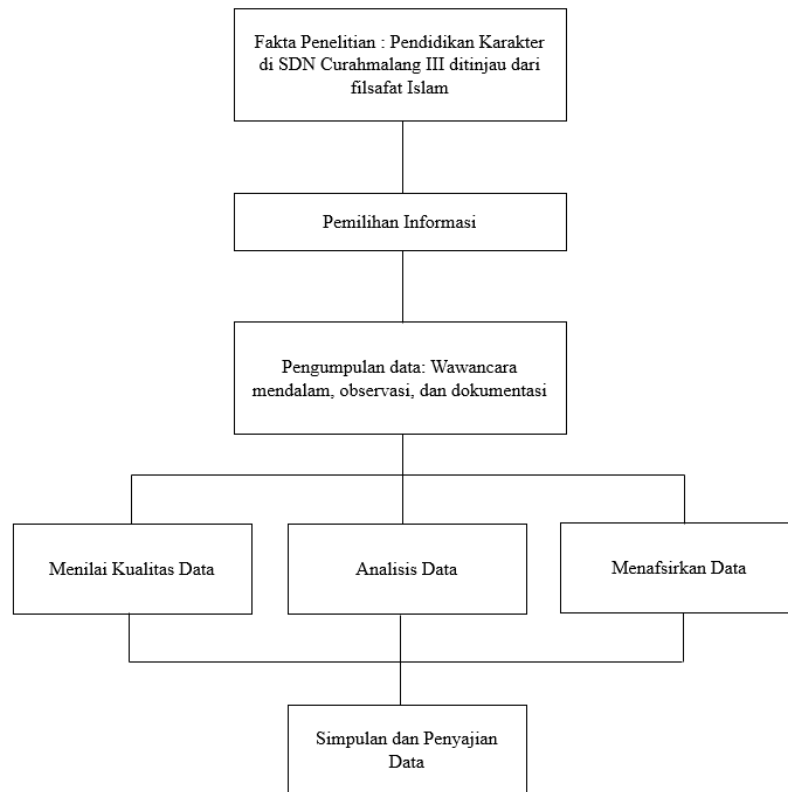 Fakta Penelitian : Pendidikan Karakter
di SDN Curahmalang III ditinjau dari
filsafat Islam
Pemilihan Informasi
Pengumpulan data: Wawancara
mendalam, observasi, dan dokumentasi
Menilai Kualitas Data
Analisis Data
Menafsirkan Data
Simpulan dan Penyajian
Data